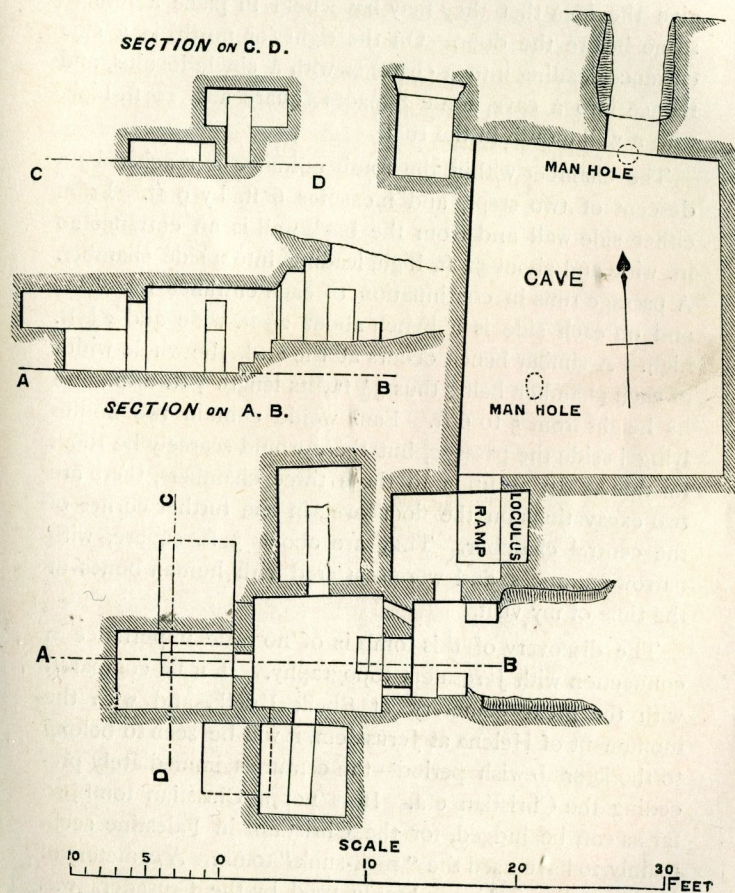 SECTION ON C. D.
C
D
MAN HOLE
CAVE
A
B
SECTION ON A. B.
MAN HOLE
C
LOCULUS
RAMP
A
B
D
SCALE
10 5 0 10 20 30 FEET